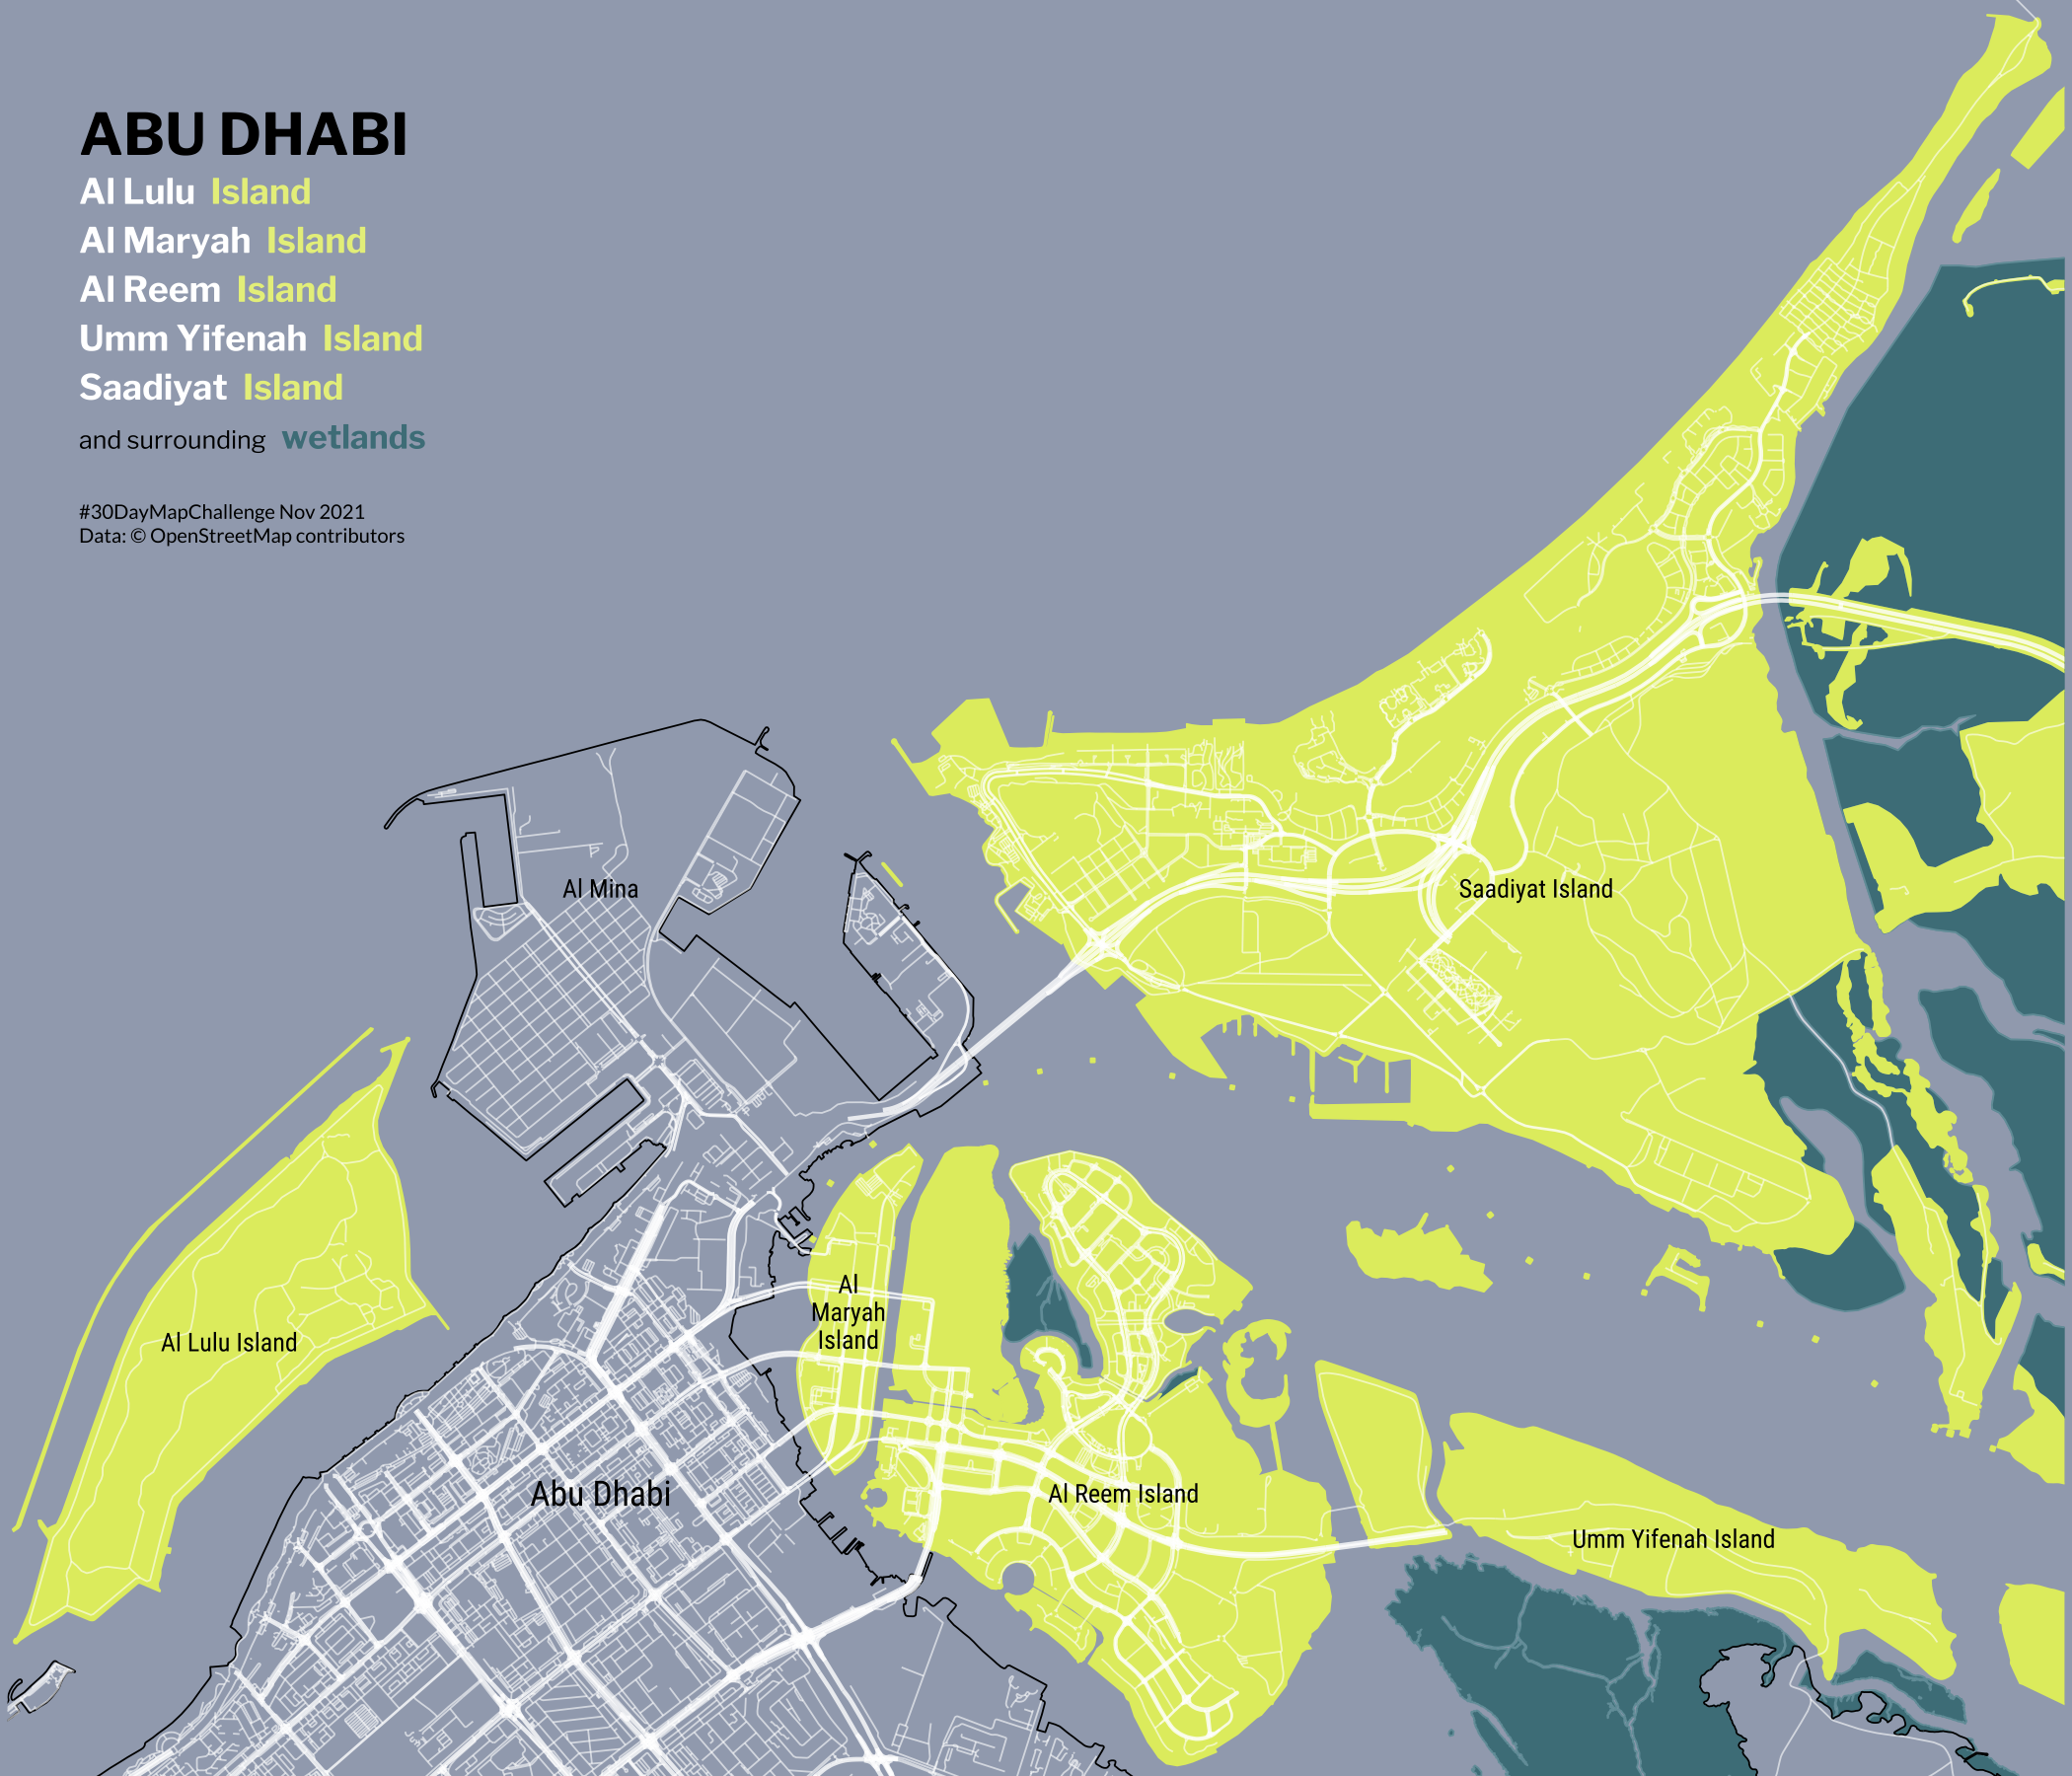 ABU DHABI
Al Lulu Island
Al Maryah Island
Al Reem Island
Umm Yifenah Island
Saadiyat Island
and surrounding wetlands
#30DayMapChallenge Nov 2021
Data: © OpenStreetMap contributors
Al Mina
Saadiyat Island
Al
Maryah
Island
Al Lulu Island
Abu Dhabi
Al Reem Island
Umm Yifenah Island